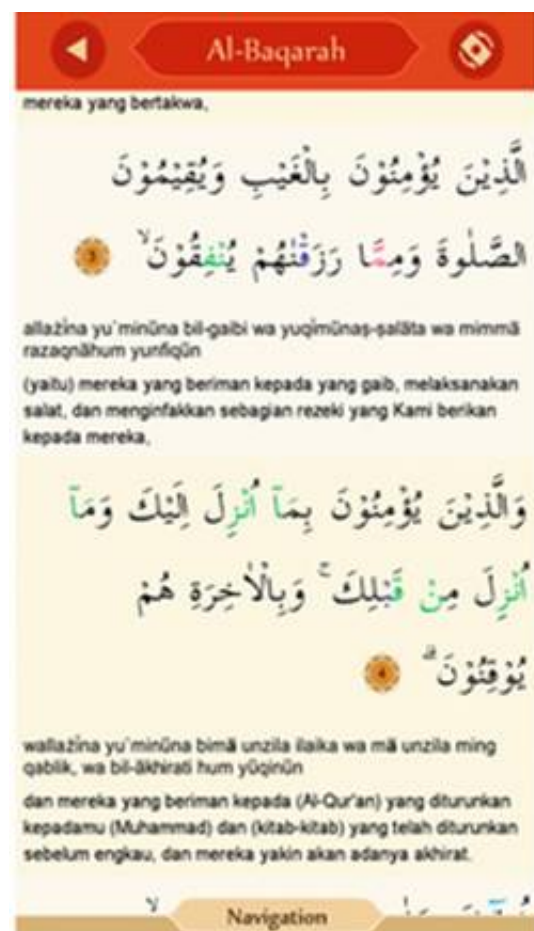 Al-Baqarah
mereka yang bertakwa,
الَّذِيْنَ يُؤْمِنُوْنَ بِالْغَيْبِ وَيُقِيْمُوْنَ
الصَّلٰوةَ وَمِمَّا رَزَقْنٰهُمْ يُنْفِقُوْنَ ۙ 3
allażīna yu`minūna bil-gaibi wa yuqīmūnaṣ-ṣalāta wa mimmā
razaqnāhum yunfiqūn
(yaitu) mereka yang beriman kepada yang gaib, melaksanakan
salat, dan menginfakkan sebagian rezeki yang Kami berikan
kepada mereka,
وَالَّذِيْنَ يُؤْمِنُوْنَ بِمَآ اُنْزِلَ اِلَيْكَ وَمَآ
اُنْزِلَ مِنْ قَبْلِكَ ۚ وَبِالْاٰخِرَةِ هُمْ
يُوْقِنُوْنَ ۗ 4
wallażīna yu`minūna bimā unzila ilaika wa mā unzila ming
qablik, wa bil-ākhirati hum yūqinūn
dan mereka yang beriman kepada (Al-Qur'an) yang diturunkan
kepadamu (Muhammad) dan (kitab-kitab) yang telah diturunkan
sebelum engkau, dan mereka yakin akan adanya akhirat.
Navigation